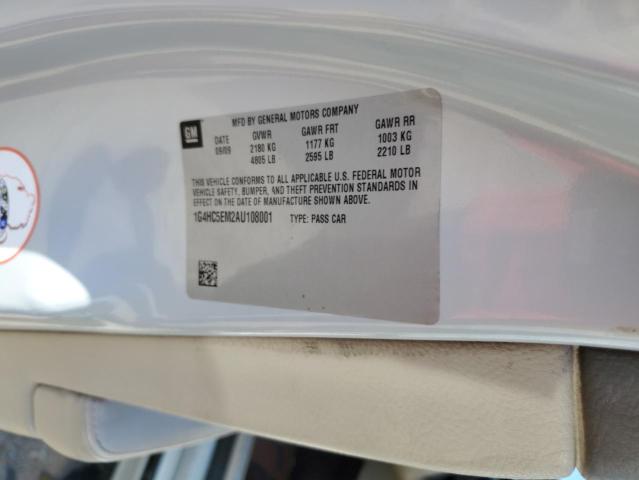 GM
MFD BY GENERAL MOTORS COMPANY
DATE GVWR GAWR FRT GAWR RR
09/09 2180 KG 1177 KG 1003 KG
4805 LB 2595 LB 2210 LB
THIS VEHICLE CONFORMS TO ALL APPLICABLE U.S. FEDERAL MOTOR
VEHICLE SAFETY, BUMPER, AND THEFT PREVENTION STANDARDS IN
EFFECT ON THE DATE OF MANUFACTURE SHOWN ABOVE.
1G4HC5EM2AU108001 TYPE: PASS CAR